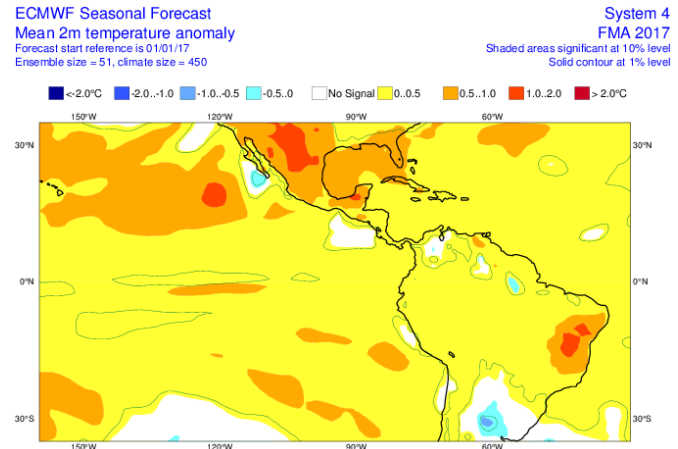 ECMWF Seasonal Forecast
System 4
Mean 2m temperature anomaly
FMA 2017
Forecast start reference is 01/01/17
Shaded areas significant at 10% level
Ensemble size = 51, climate size = 450
Solid contour at 1% level
<-2.0°C -2.0..-1.0 -1.0..-0.5 -0.5..0 No Signal 0..0.5 0.5..1.0 1.0..2.0 > 2.0°C
150°W 120°W 90°W 60°W
30°N 30°N
0°N 0°N
30°S 30°S
150°W 120°W 90°W 60°W